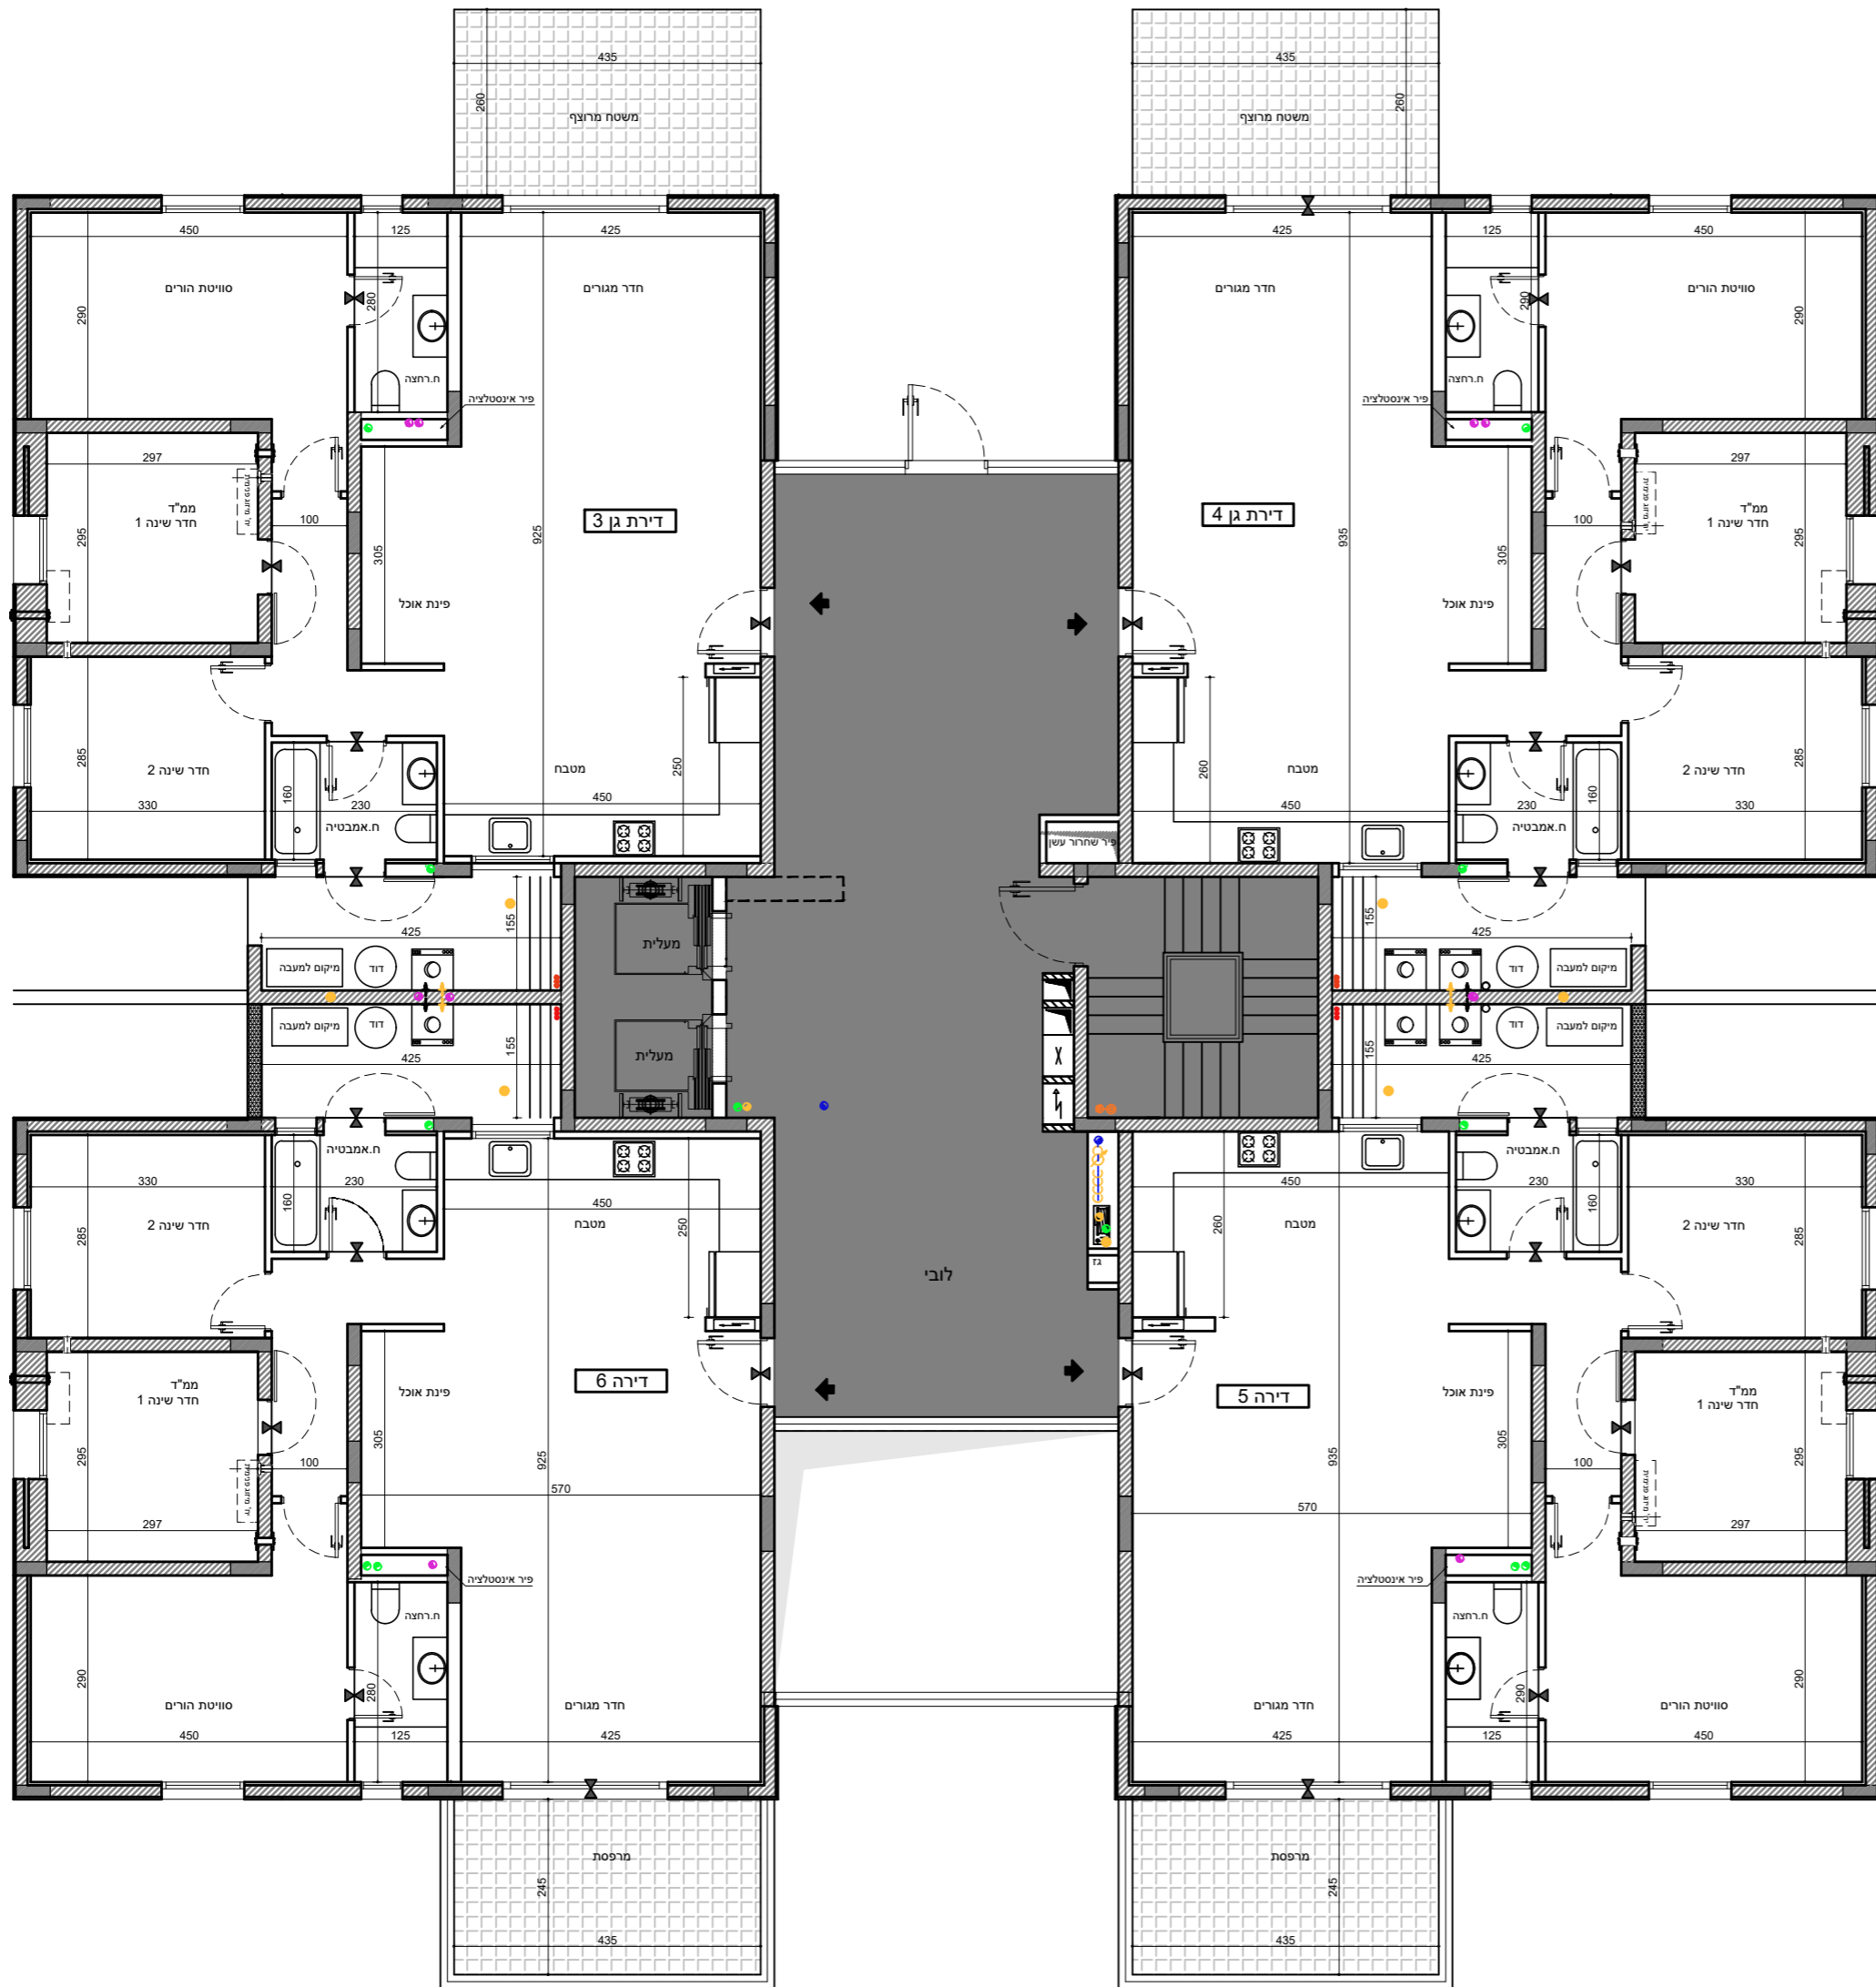 435
435
260
260
משטח מרוצף
משטח מרוצף
450
125
425
425
125
450
סוויטת הורים
280
חדר מגורים
חדר מגורים
290
סוויטת הורים
290
290
ח.רחצה
ח.רחצה
פיר אינסטלציה
פיר אינסטלציה
297
297
ממ"ד
חדר שינה 1
ממ"ד
חדר שינה 1
100
דירת גן 3
דירת גן 4
100
295
305
925
935
305
295
פינת אוכל
פינת אוכל
285
חדר שינה 2
160
מטבח
250
260
מטבח
160
חדר שינה 2
285
330
230
450
450
230
330
ח.אמבטיה
ח.אמבטיה
פיר שחרור עשן
155
155
425
מעלית
425
מיקום למעבה
דוד
דוד
מיקום למעבה
מיקום למעבה
דוד
דוד
מיקום למעבה
155
מעלית
155
425
425
ח.אמבטיה
ח.אמבטיה
330
230
450
450
230
330
160
160
חדר שינה 2
מטבח
מטבח
חדר שינה 2
285
250
260
285
גז
לובי
ממ"ד
חדר שינה 1
פינת אוכל
דירה 6
דירה 5
פינת אוכל
ממ"ד
חדר שינה 1
295
305
925
935
305
295
100
100
570
570
297
297
פיר אינסטלציה
פיר אינסטלציה
ח.רחצה
ח.רחצה
290
280
290
290
סוויטת הורים
חדר מגורים
חדר מגורים
סוויטת הורים
450
125
425
425
125
450
מרפסת
מרפסת
245
245
435
435